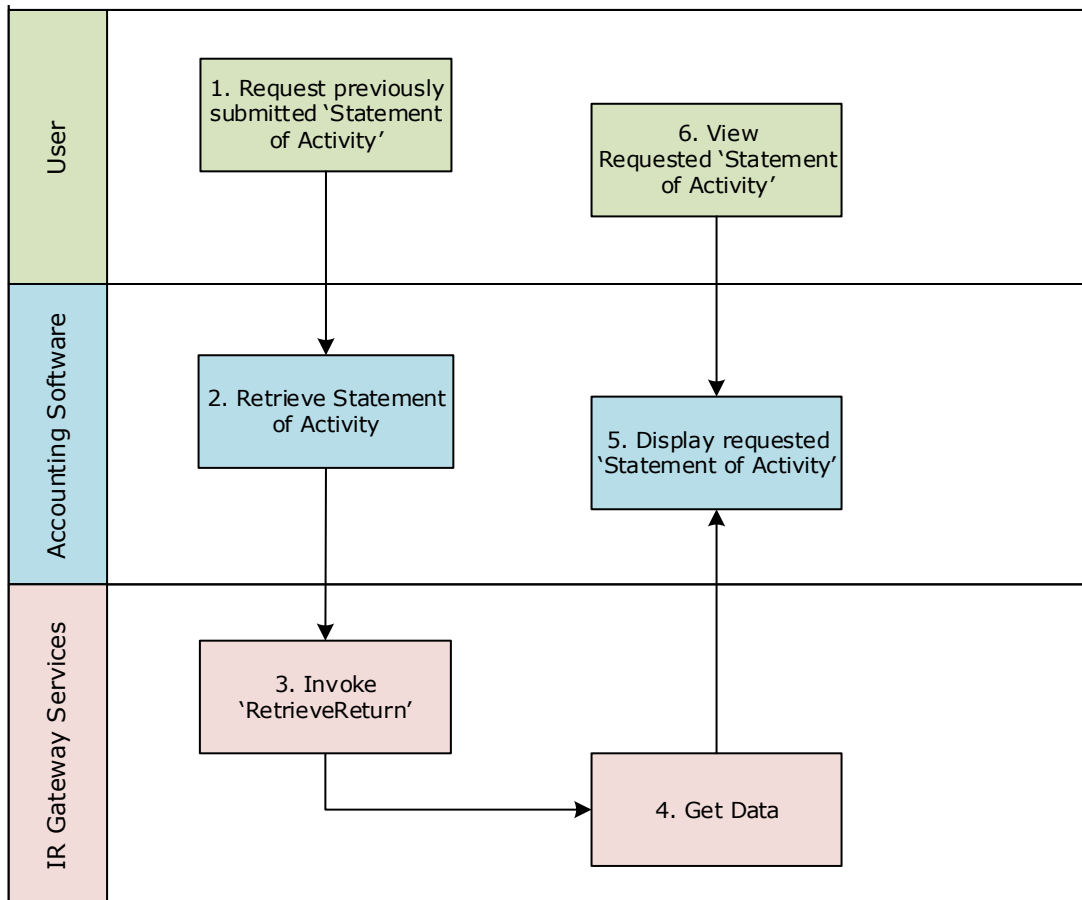 User
1. Request previously
submitted ‘Statement
of Activity’
6. View
Requested ‘Statement
of Activity’
Accounting Software
2. Retrieve Statement
of Activity
5. Display requested
‘Statement of Activity’
IR Gateway Services
3. Invoke
‘RetrieveReturn’
4. Get Data